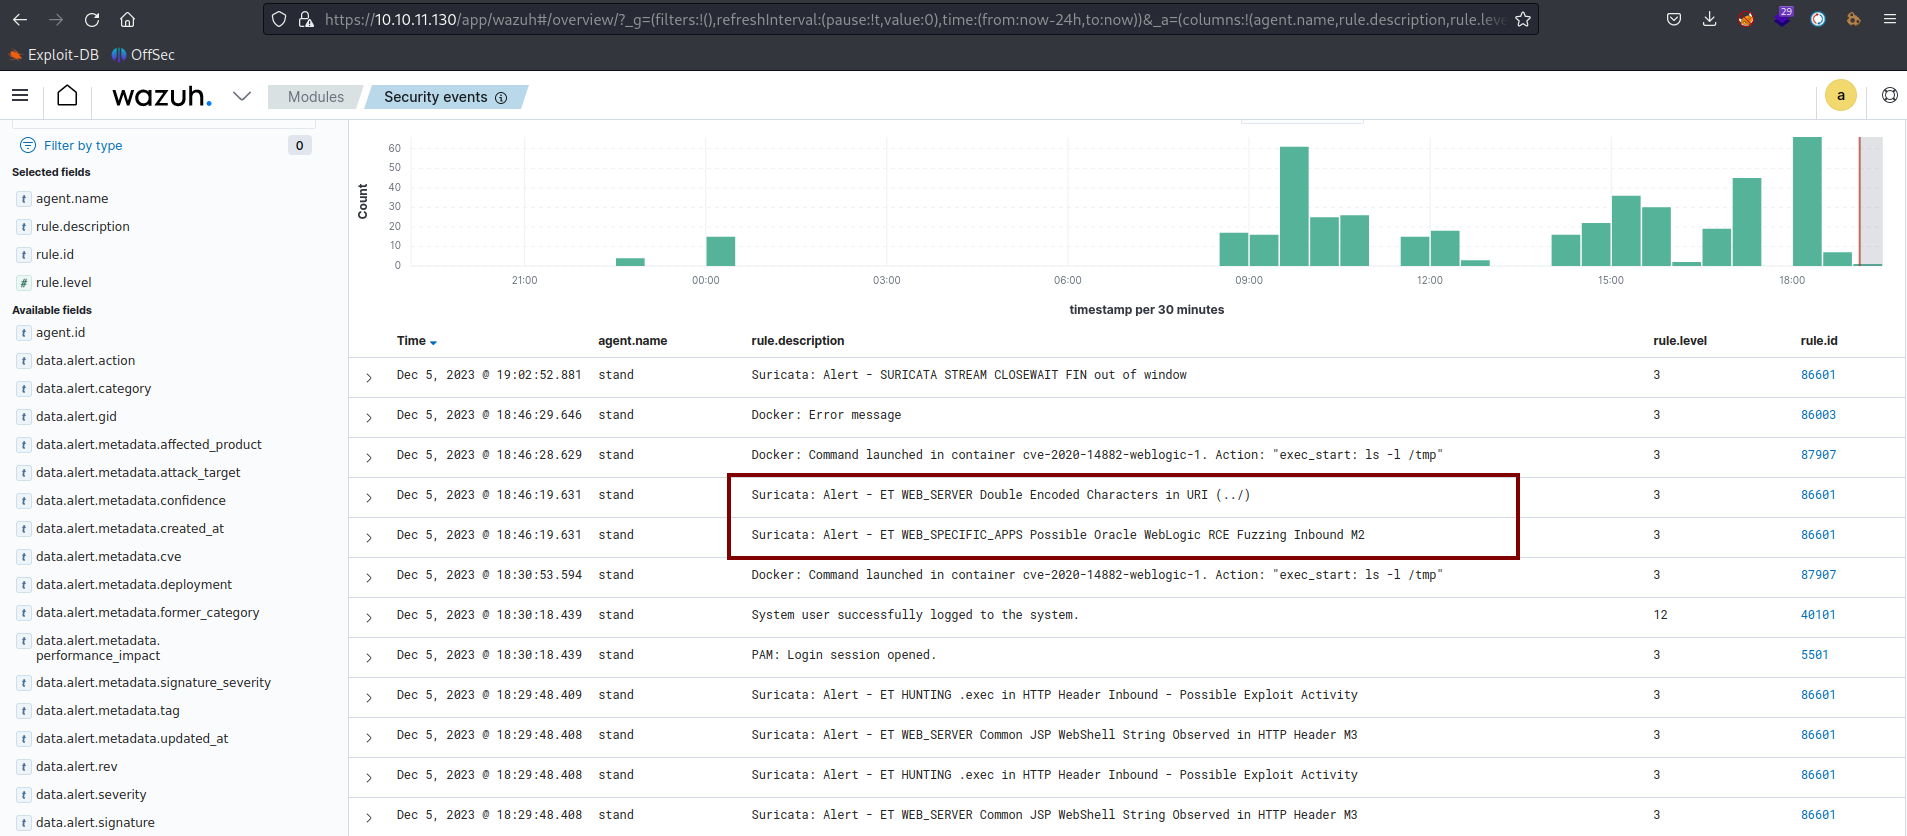 https://10.10.11.130/app/wazuh#/overview/?_g=(filters:!(),refreshInterval:(pause:!t,value:0),time:(from:now-24h,to:now))&_a=(columns:!(agent.name,rule.description,rule.leve
29
Exploit-DB OffSec
wazuh. Modules Security events a
Filter by type 0
Selected fields
t agent.name
t rule.description
t rule.id
# rule.level
Available fields
t agent.id
t data.alert.action
t data.alert.category
t data.alert.gid
t data.alert.metadata.affected_product
t data.alert.metadata.attack_target
t data.alert.metadata.confidence
t data.alert.metadata.created_at
t data.alert.metadata.cve
t data.alert.metadata.deployment
t data.alert.metadata.former_category
t data.alert.metadata.
performance_impact
t data.alert.metadata.signature_severity
t data.alert.metadata.tag
t data.alert.metadata.updated_at
t data.alert.rev
t data.alert.severity
t data.alert.signature
Count
60
50
40
30
20
10
0
21:00 00:00 03:00 06:00 09:00 12:00 15:00 18:00
timestamp per 30 minutes
Time agent.name rule.description rule.level rule.id
Dec 5, 2023 @ 19:02:52.881 stand Suricata: Alert - SURICATA STREAM CLOSEWAIT FIN out of window 3 86601
Dec 5, 2023 @ 18:46:29.646 stand Docker: Error message 3 86003
Dec 5, 2023 @ 18:46:28.629 stand Docker: Command launched in container cve-2020-14882-weblogic-1. Action: "exec_start: ls -l /tmp" 3 87907
Dec 5, 2023 @ 18:46:19.631 stand Suricata: Alert - ET WEB_SERVER Double Encoded Characters in URI (../) 3 86601
Dec 5, 2023 @ 18:46:19.631 stand Suricata: Alert - ET WEB_SPECIFIC_APPS Possible Oracle WebLogic RCE Fuzzing Inbound M2 3 86601
Dec 5, 2023 @ 18:30:53.594 stand Docker: Command launched in container cve-2020-14882-weblogic-1. Action: "exec_start: ls -l /tmp" 3 87907
Dec 5, 2023 @ 18:30:18.439 stand System user successfully logged to the system. 12 40101
Dec 5, 2023 @ 18:30:18.439 stand PAM: Login session opened. 3 5501
Dec 5, 2023 @ 18:29:48.409 stand Suricata: Alert - ET HUNTING .exec in HTTP Header Inbound - Possible Exploit Activity 3 86601
Dec 5, 2023 @ 18:29:48.408 stand Suricata: Alert - ET WEB_SERVER Common JSP WebShell String Observed in HTTP Header M3 3 86601
Dec 5, 2023 @ 18:29:48.408 stand Suricata: Alert - ET HUNTING .exec in HTTP Header Inbound - Possible Exploit Activity 3 86601
Dec 5, 2023 @ 18:29:48.408 stand Suricata: Alert - ET WEB_SERVER Common JSP WebShell String Observed in HTTP Header M3 3 86601